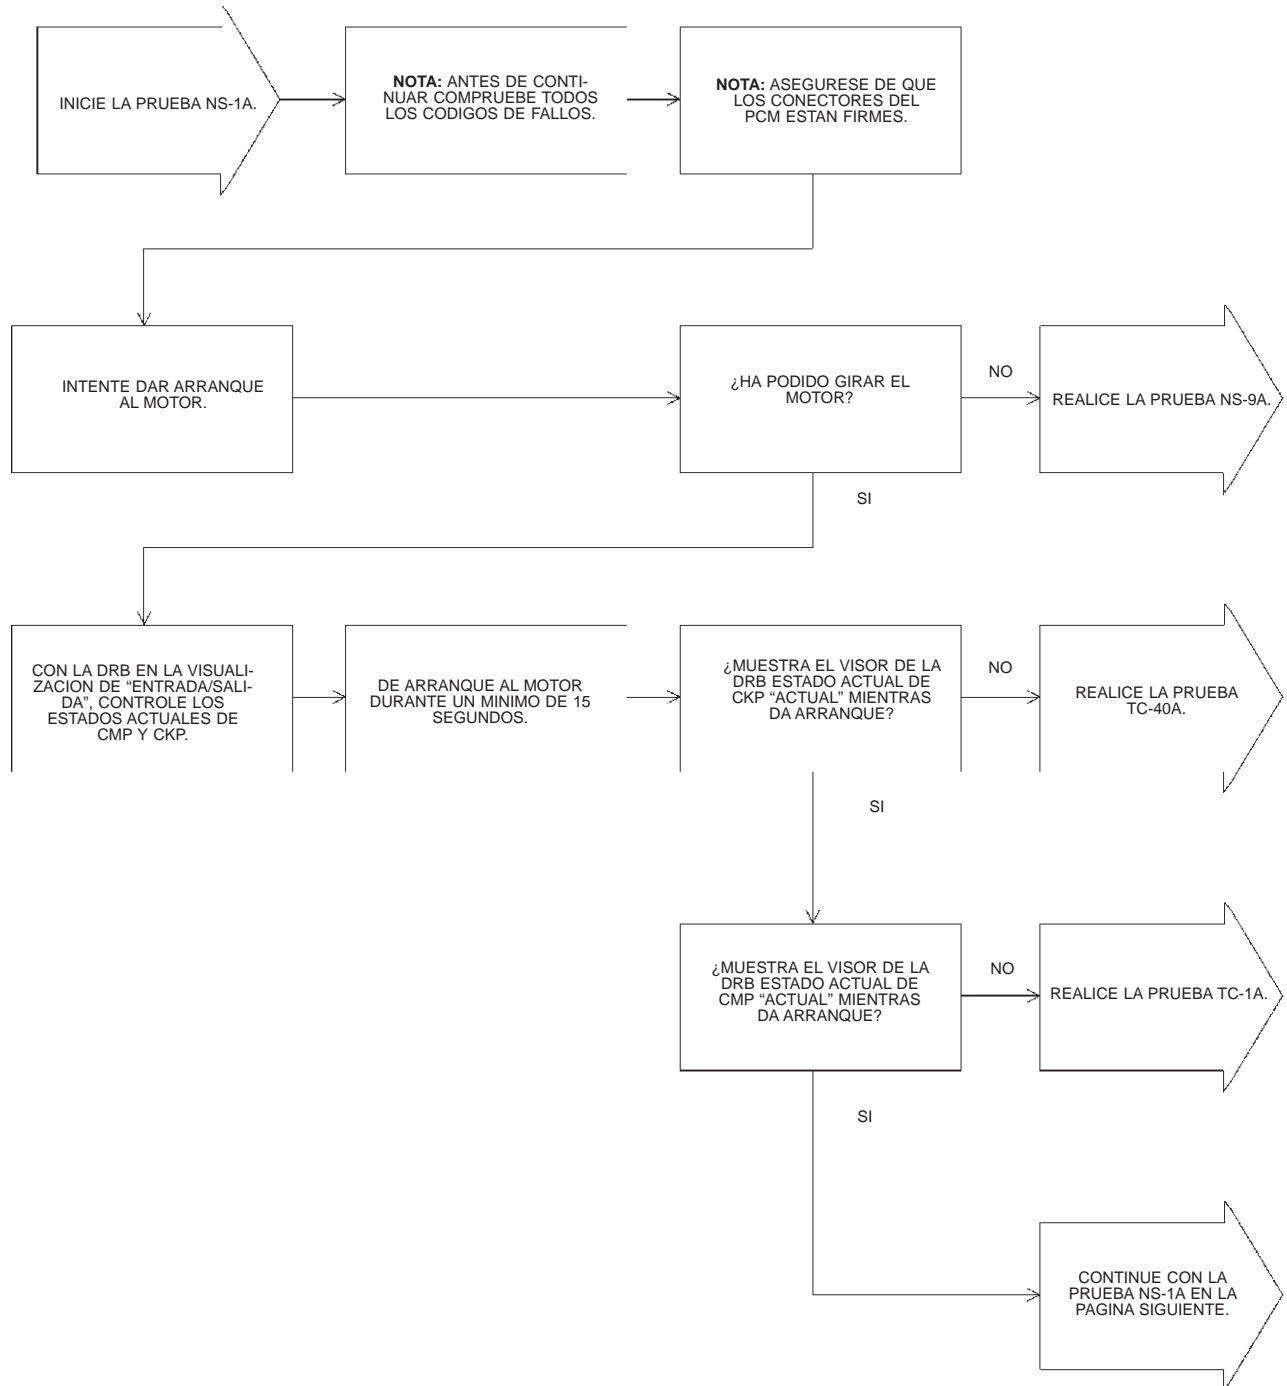 INICIE LA PRUEBA NS-1A.
NOTA: ANTES DE CONTI-
NUAR COMPRUEBE TODOS
LOS CODIGOS DE FALLOS.
NOTA: ASEGURESE DE QUE
LOS CONECTORES DEL
PCM ESTAN FIRMES.
INTENTE DAR ARRANQUE
AL MOTOR.
¿HA PODIDO GIRAR EL
MOTOR?
NO
REALICE LA PRUEBA NS-9A.
SI
CON LA DRB EN LA VISUALI-
ZACION DE “ENTRADA/SALI-
DA”, CONTROLE LOS
ESTADOS ACTUALES DE
CMP Y CKP.
DE ARRANQUE AL MOTOR
DURANTE UN MINIMO DE 15
SEGUNDOS.
¿MUESTRA EL VISOR DE LA
DRB ESTADO ACTUAL DE
CKP “ACTUAL” MIENTRAS
DA ARRANQUE?
NO
REALICE LA PRUEBA
TC-40A.
SI
¿MUESTRA EL VISOR DE LA
DRB ESTADO ACTUAL DE
CMP “ACTUAL” MIENTRAS
DA ARRANQUE?
NO
REALICE LA PRUEBA TC-1A.
SI
CONTINUE CON LA
PRUEBA NS-1A EN LA
PAGINA SIGUIENTE.